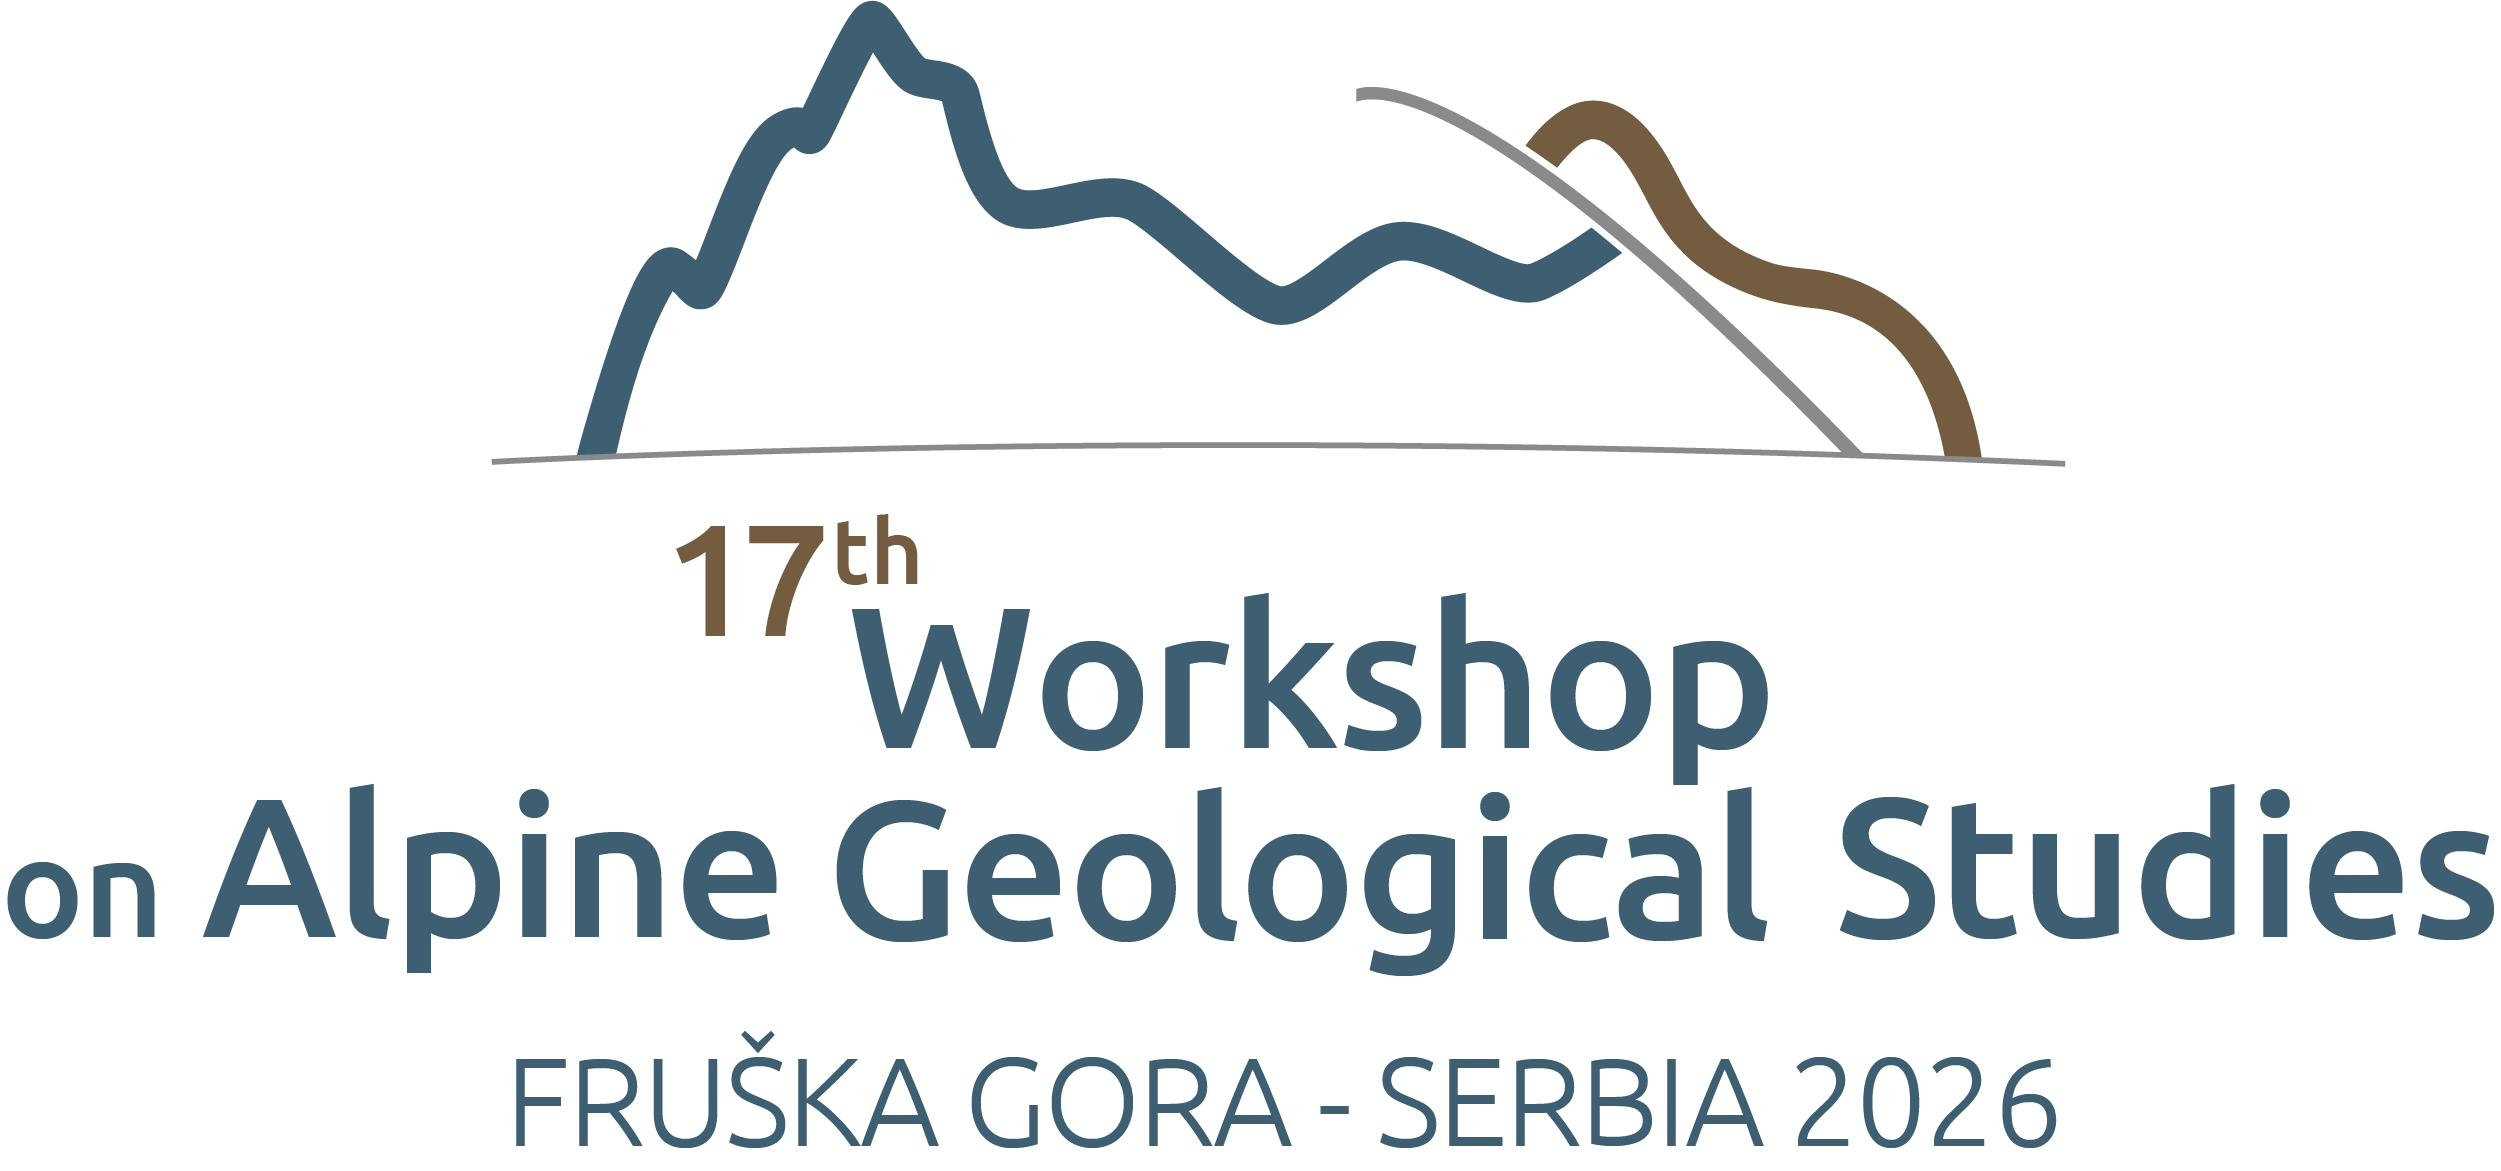 17th
Workshop
on Alpine Geological Studies
FRUŠKA GORA - SERBIA 2026